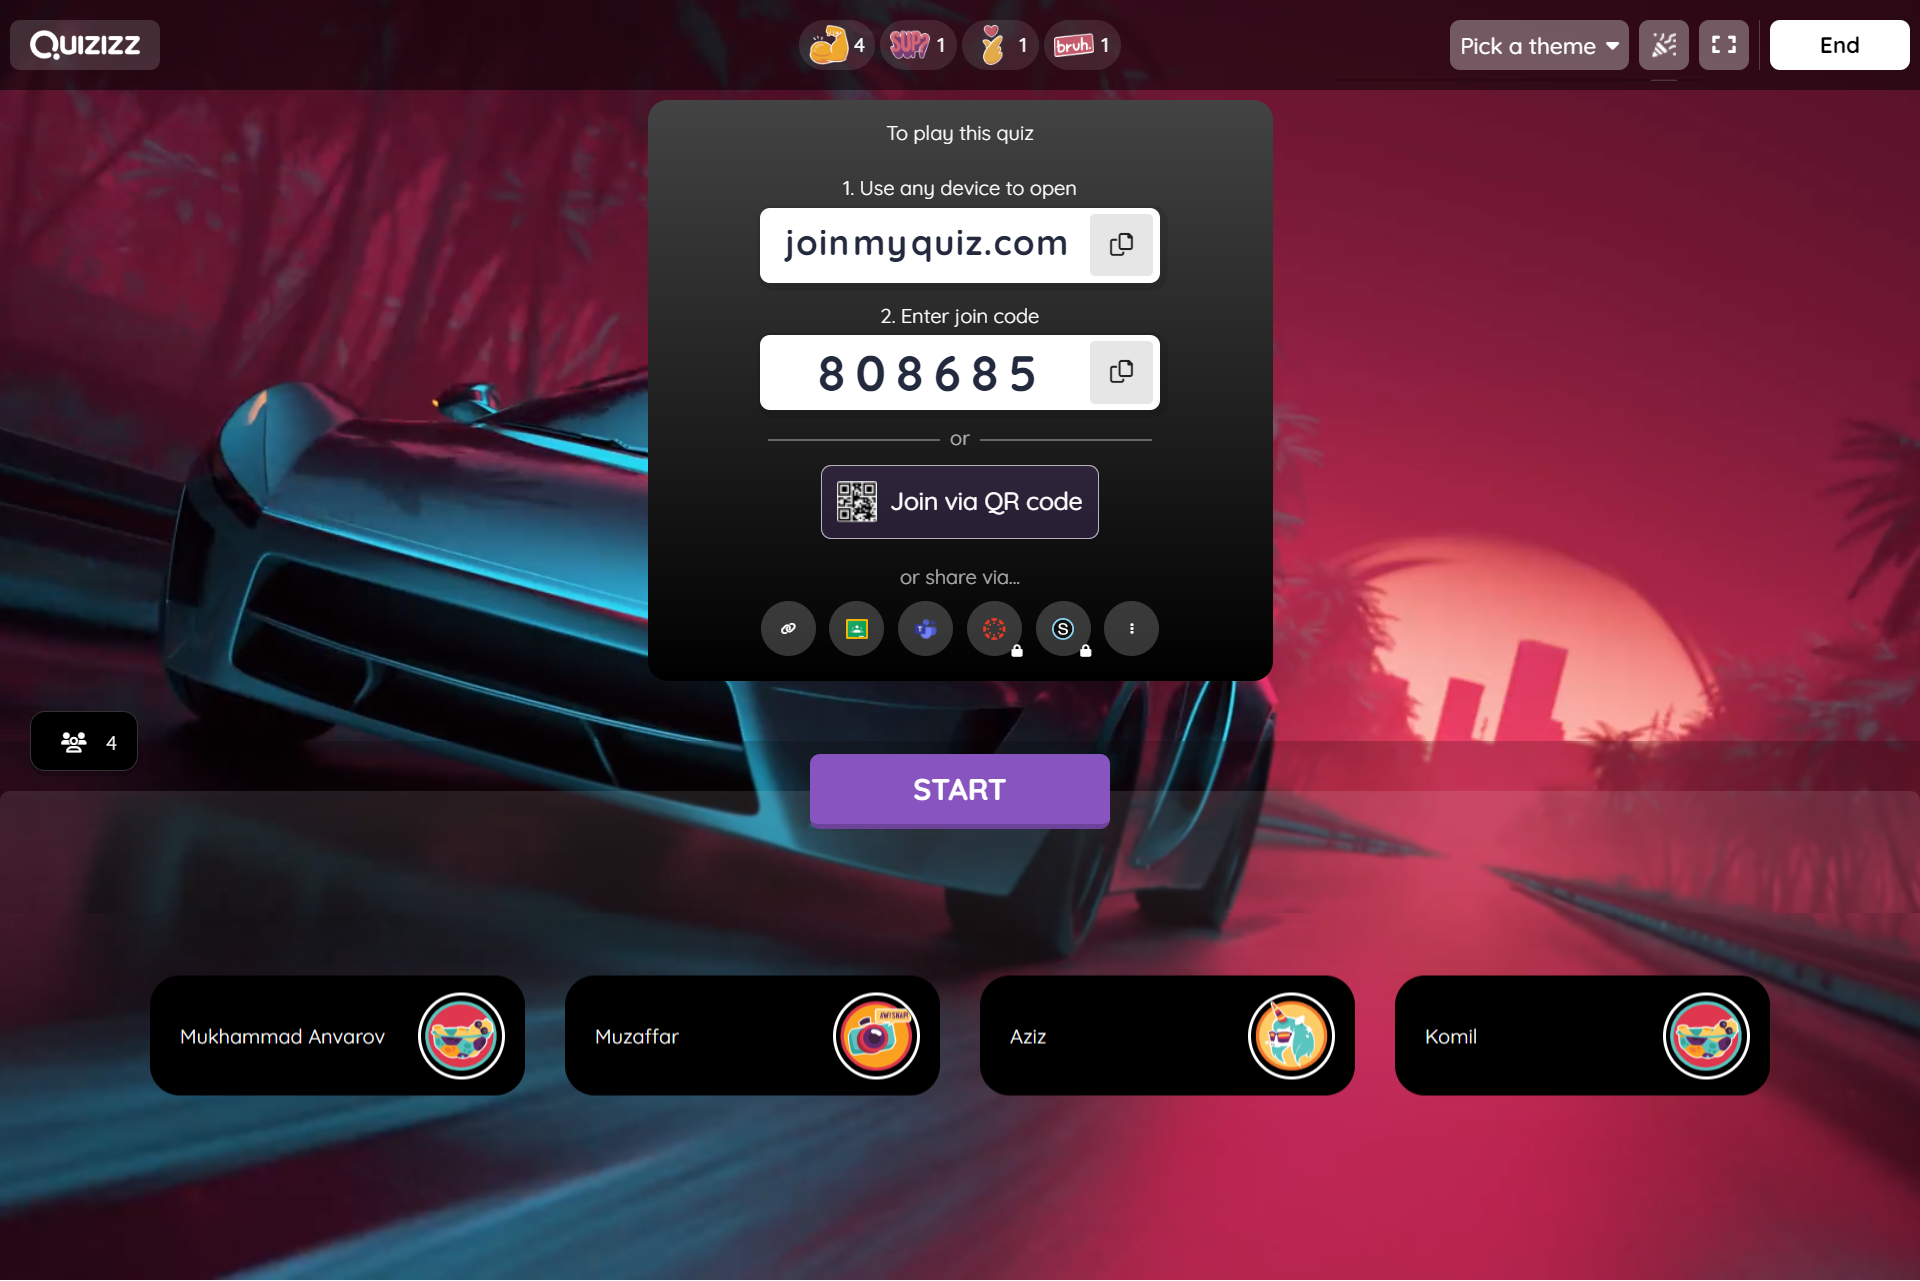 QUIZIZZ
4
SUP?
1
1
bruh.
1
Pick a theme
End
To play this quiz
1. Use any device to open
joinmyquiz.com
2. Enter join code
808685
or
Join via QR code
or share via...
T
S
4
START
Mukhammad Anvarov
AW! SNAP!
Muzaffar
Aziz
Komil